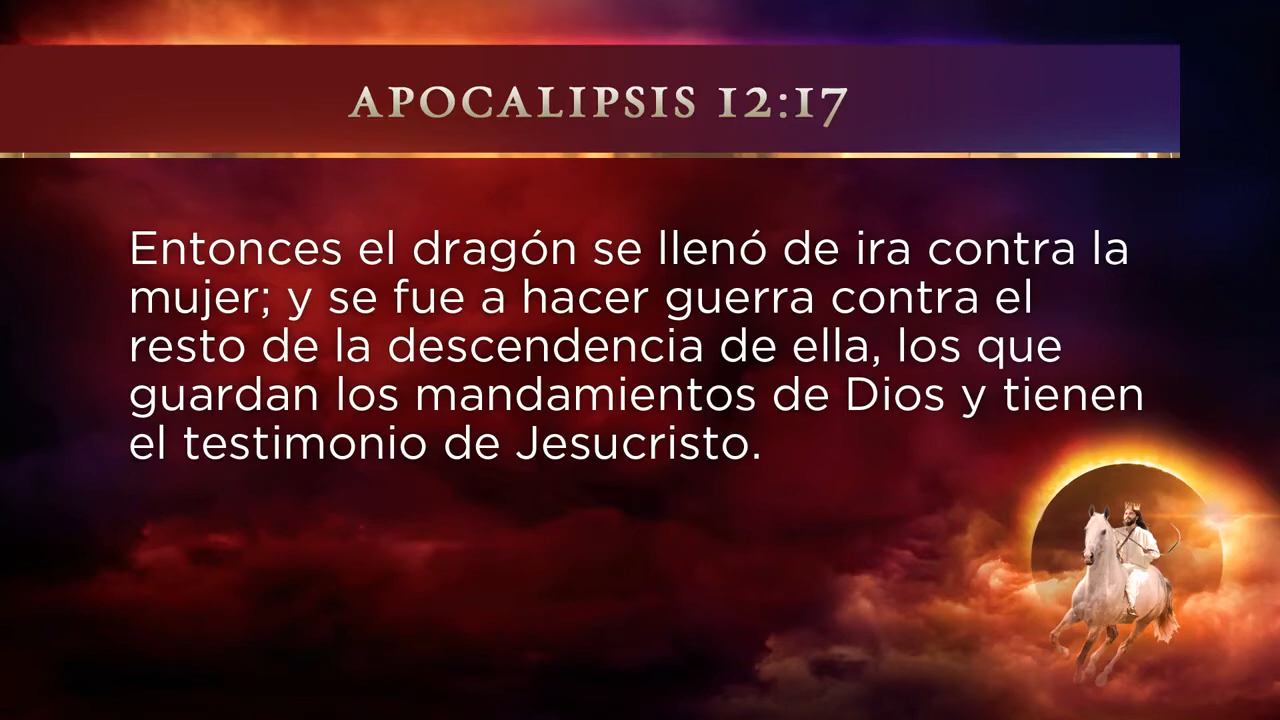 APOCALIPSIS 12:17
Entonces el dragón se llenó de ira contra la
mujer; y se fue a hacer guerra contra el
resto de la descendencia de ella, los que
guardan los mandamientos de Dios y tienen
el testimonio de Jesucristo.